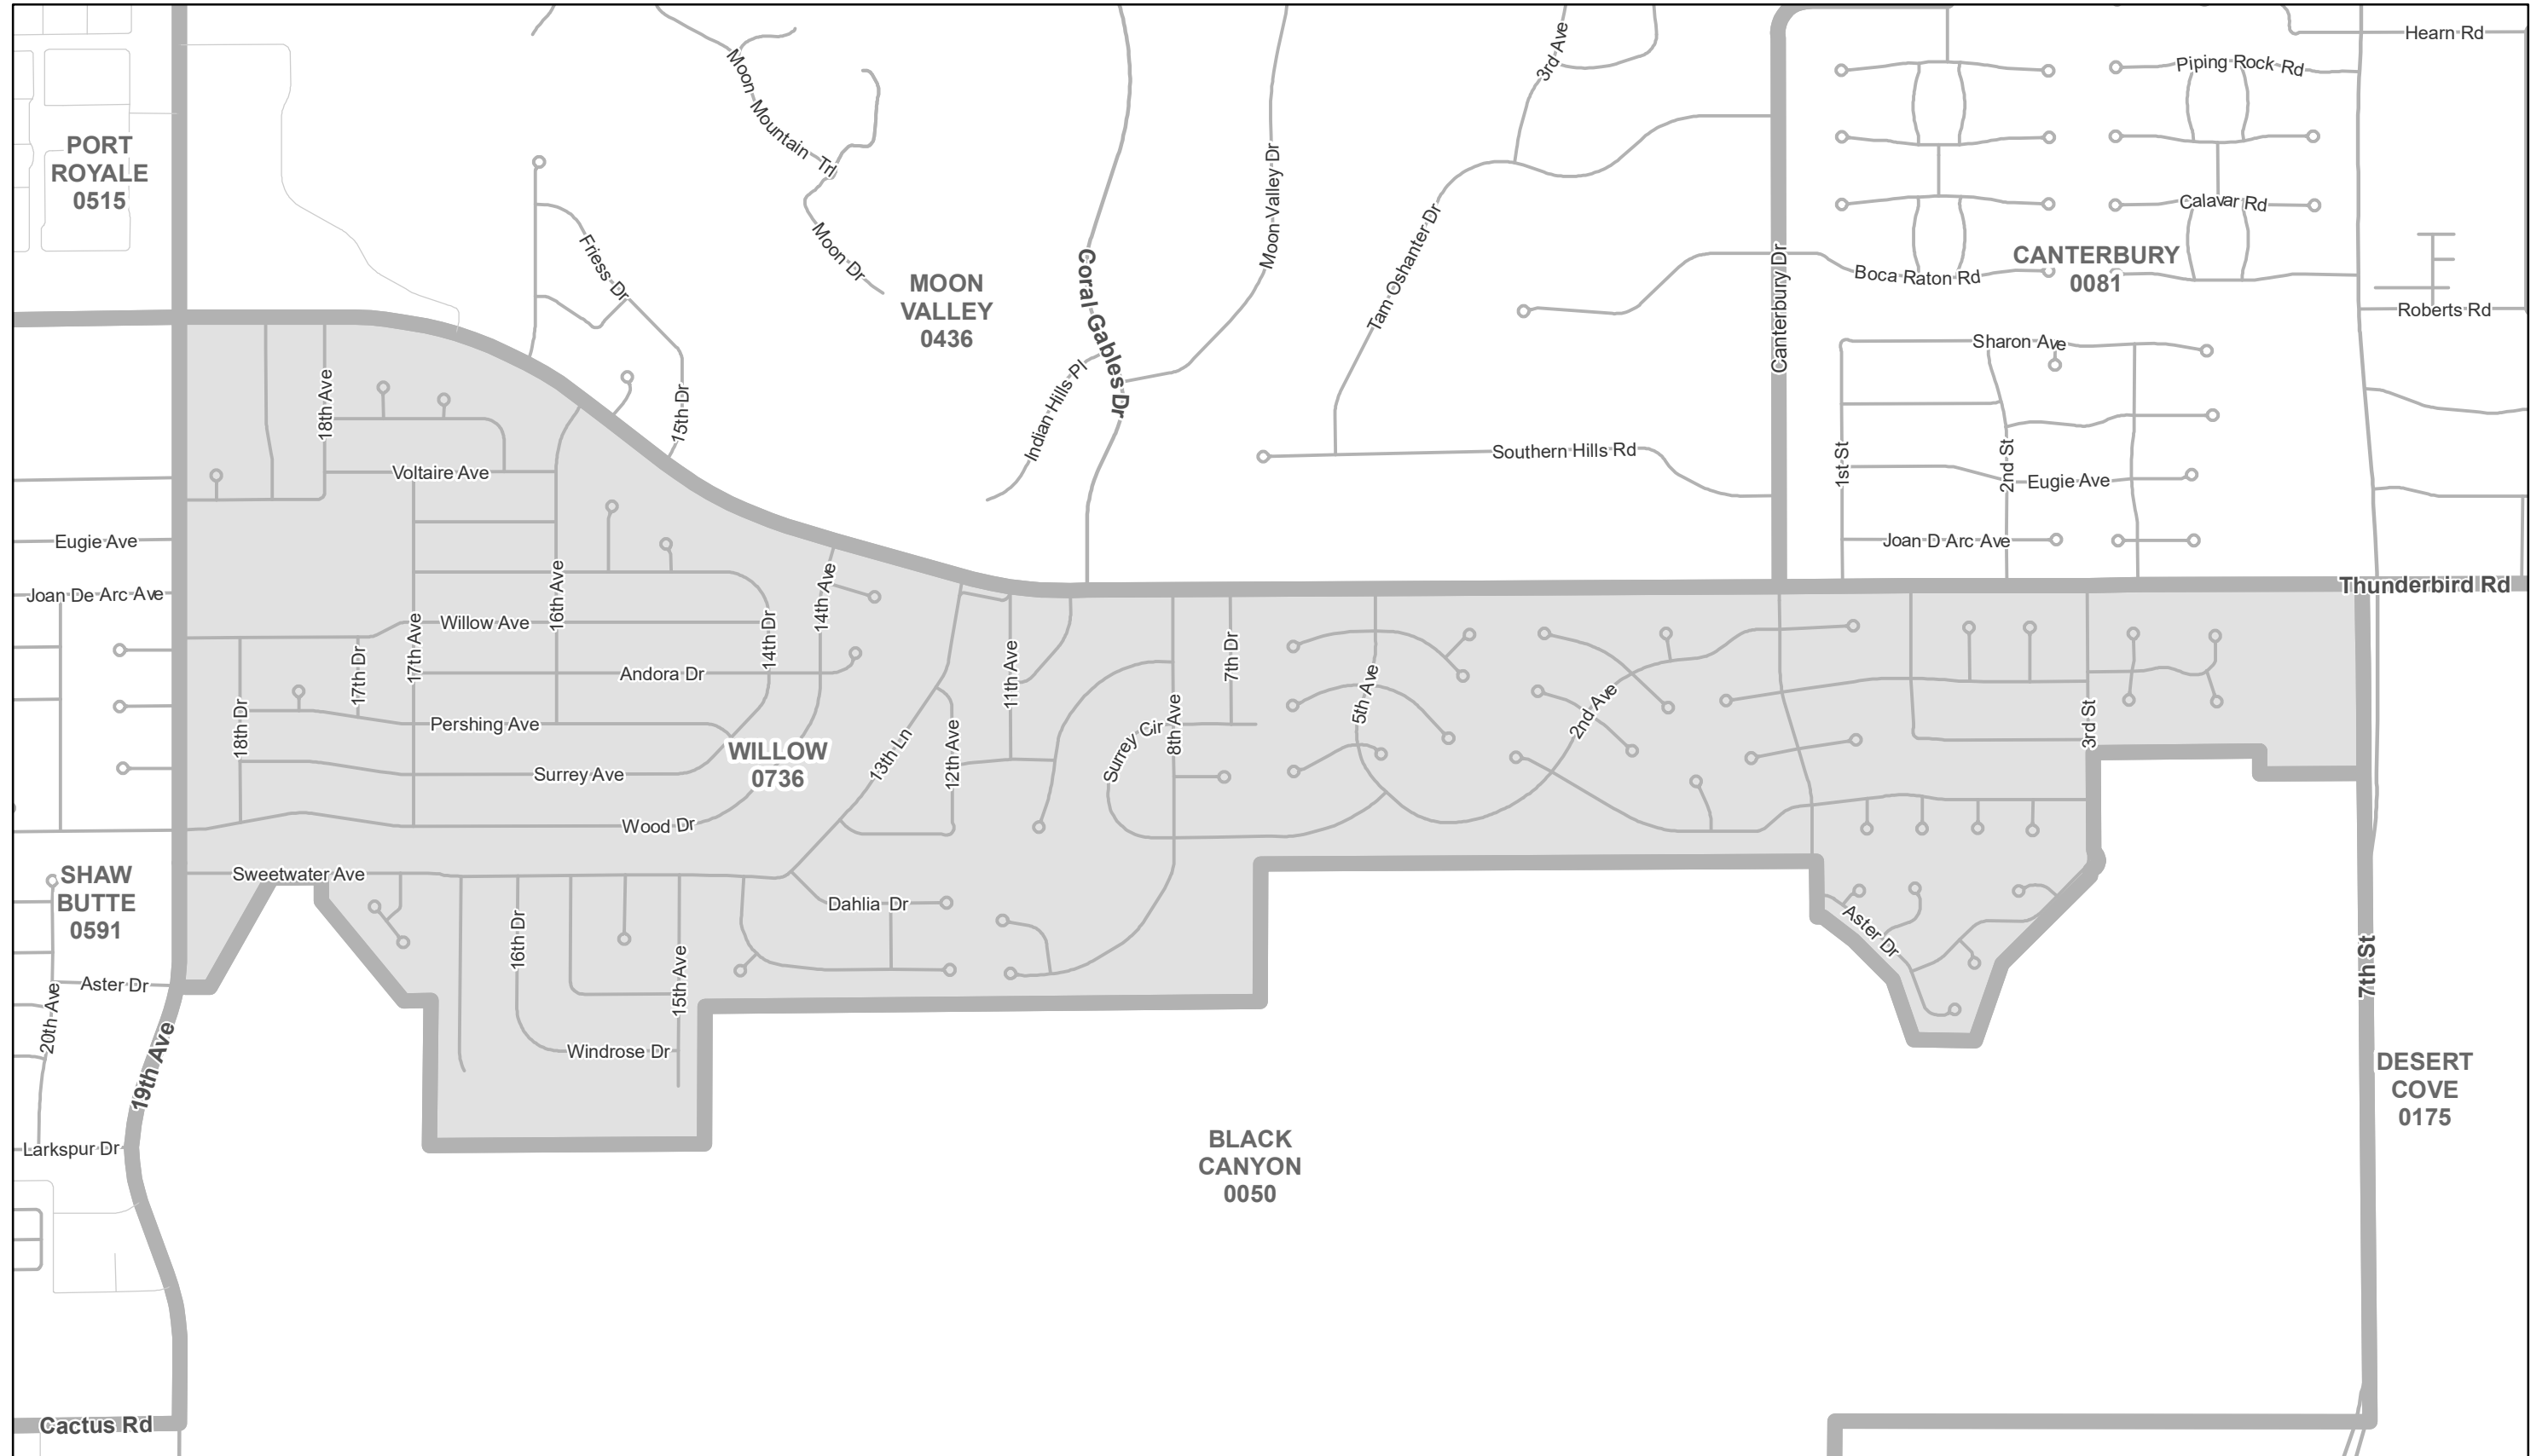 Hearn Rd
Piping Rock Rd
3rd Ave
Moon Mountain Trl
PORT
ROYALE
0515
Moon Valley Dr
Calavar Rd
Tam Oshanter Dr
Moon Dr
Friess Dr
CANTERBURY
0081
Boca Raton Rd
MOON
VALLEY
0436
Coral Gables Dr
Canterbury Dr
Roberts Rd
Sharon Ave
18th Ave
15th Dr
Indian Hills Pl
Southern Hills Rd
1st St
2nd St
Voltaire Ave
Eugie Ave
Eugie Ave
Joan D Arc Ave
Thunderbird Rd
Joan De Arc Ave
16th Ave
14th Ave
Willow Ave
17th Ave
14th Dr
17th Dr
11th Ave
7th Dr
Andora Dr
5th Ave
2nd Ave
18th Dr
Pershing Ave
8th Ave
3rd St
Surrey Cir
WILLOW
0736
13th Ln
12th Ave
Surrey Ave
Wood Dr
SHAW
BUTTE
0591
Sweetwater Ave
Dahlia Dr
16th Dr
Aster Dr
7th St
15th Ave
Aster Dr
20th Ave
19th Ave
Windrose Dr
DESERT
COVE
0175
Larkspur Dr
BLACK
CANYON
0050
Cactus Rd